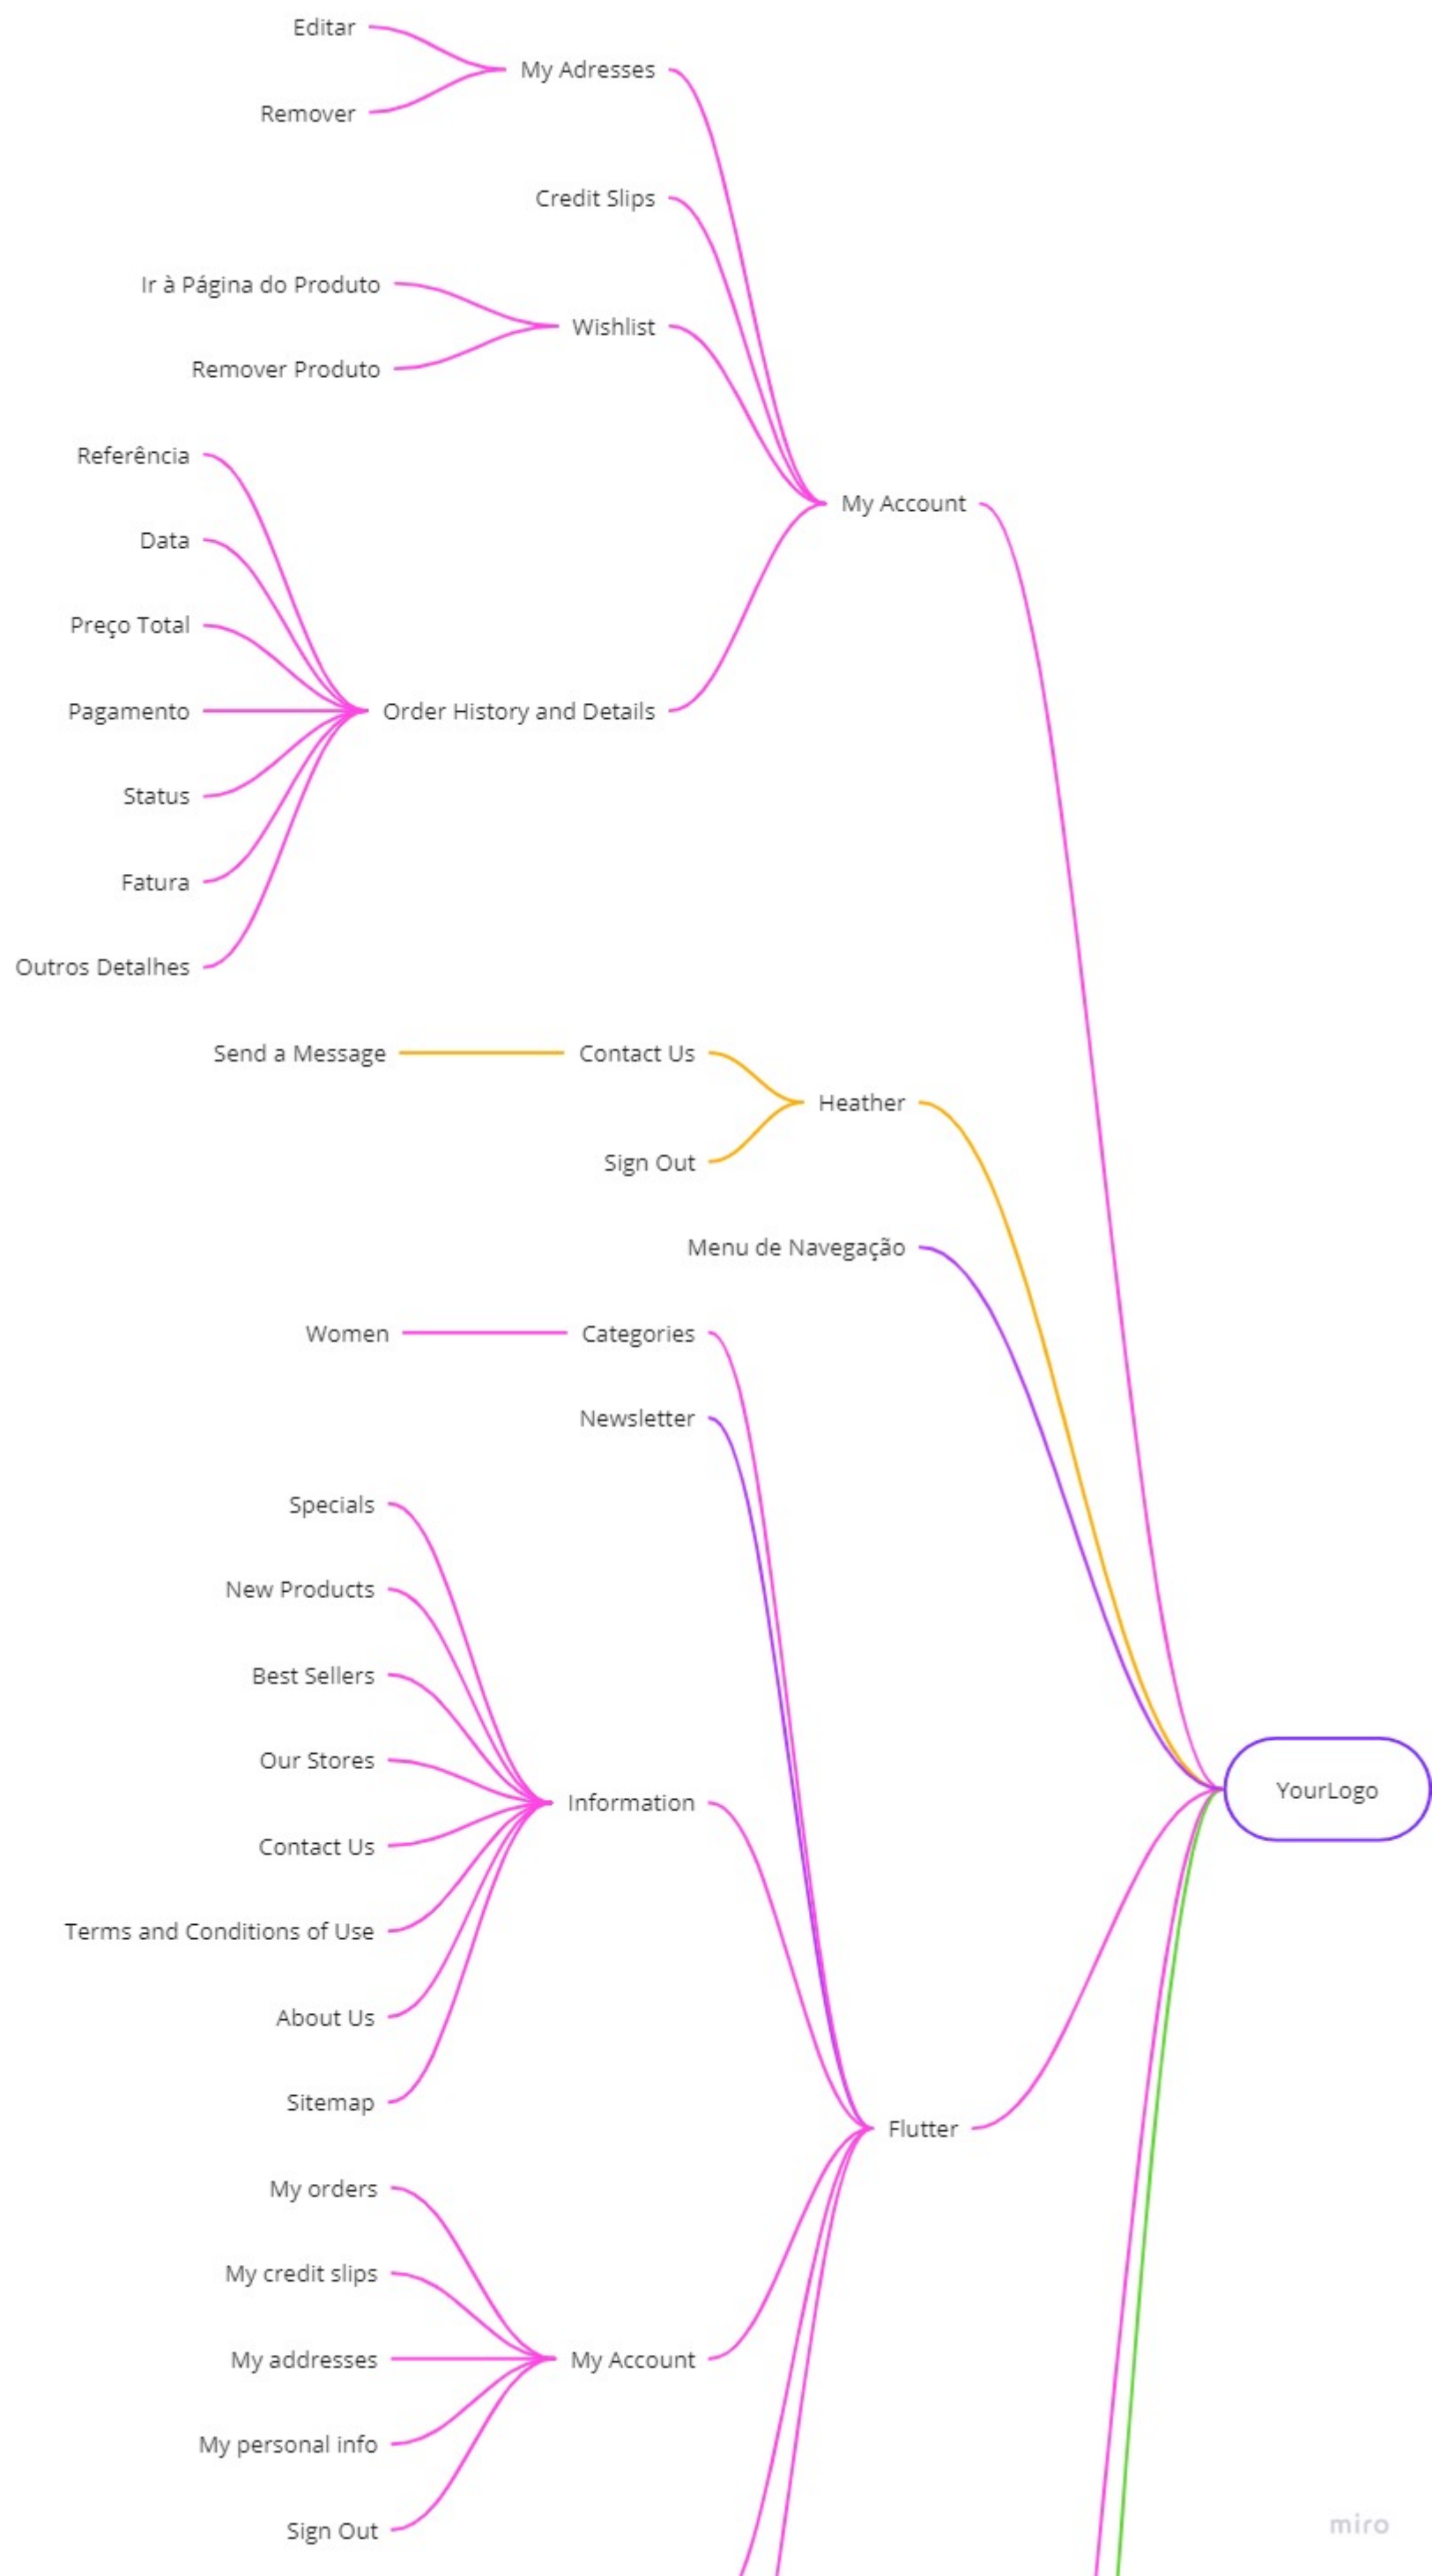 Editar
My Adresses
Remover
Credit Slips
Ir à Página do Produto
Wishlist
Remover Produto
Referência
My Account
Data
Preço Total
Pagamento
Order History and Details
Status
Fatura
Outros Detalhes
Send a Message
Contact Us
Heather
Sign Out
Menu de Navegação
Women
Categories
Newsletter
Specials
New Products
Best Sellers
Our Stores
YourLogo
Information
Contact Us
Terms and Conditions of Use
About Us
Sitemap
Flutter
My orders
My credit slips
My addresses
My Account
My personal info
Sign Out
miro